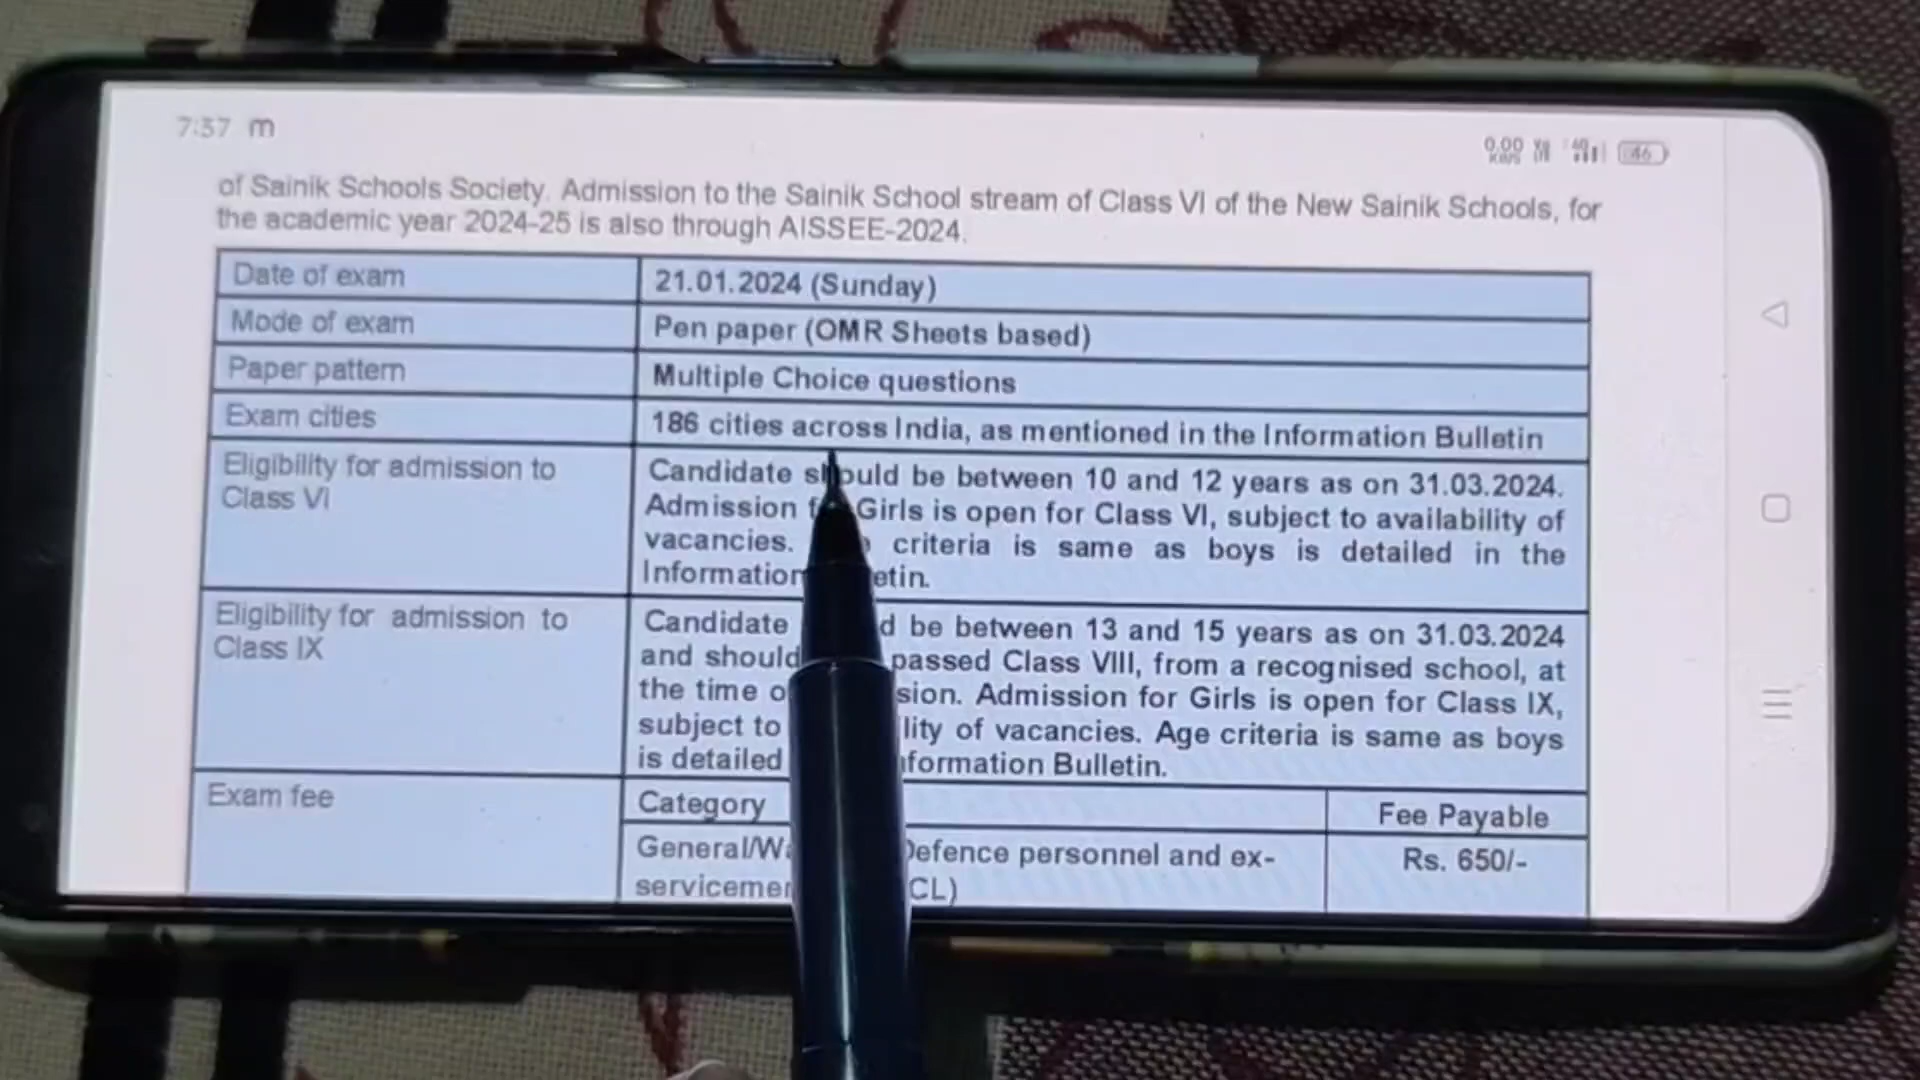 7:57 m
0.00 46
of Sainik Schools Society. Admission to the Sainik School stream of Class VI of the New Sainik Schools, for
the academic year 2024-25 is also through AISSEE-2024.
Date of exam 21.01.2024 (Sunday)
Mode of exam Pen paper (OMR Sheets based)
Paper pattern Multiple Choice questions
Exam cities 186 cities across India, as mentioned in the Information Bulletin
Eligibility for admission to
Class VI
Candidate should be between 10 and 12 years as on 31.03.2024.
Admission Girls is open for Class VI, subject to availability of
vacancies. criteria is same as boys is detailed in the
Information etin.
Eligibility for admission to
Class IX
Candidate d be between 13 and 15 years as on 31.03.2024
and should passed Class VIII, from a recognised school, at
the time o sion. Admission for Girls is open for Class IX,
subject to lity of vacancies. Age criteria is same as boys
is detailed formation Bulletin.
Exam fee
Category Fee Payable
General/Wa Defence personnel and ex- Rs. 650/-
servicemen CL)